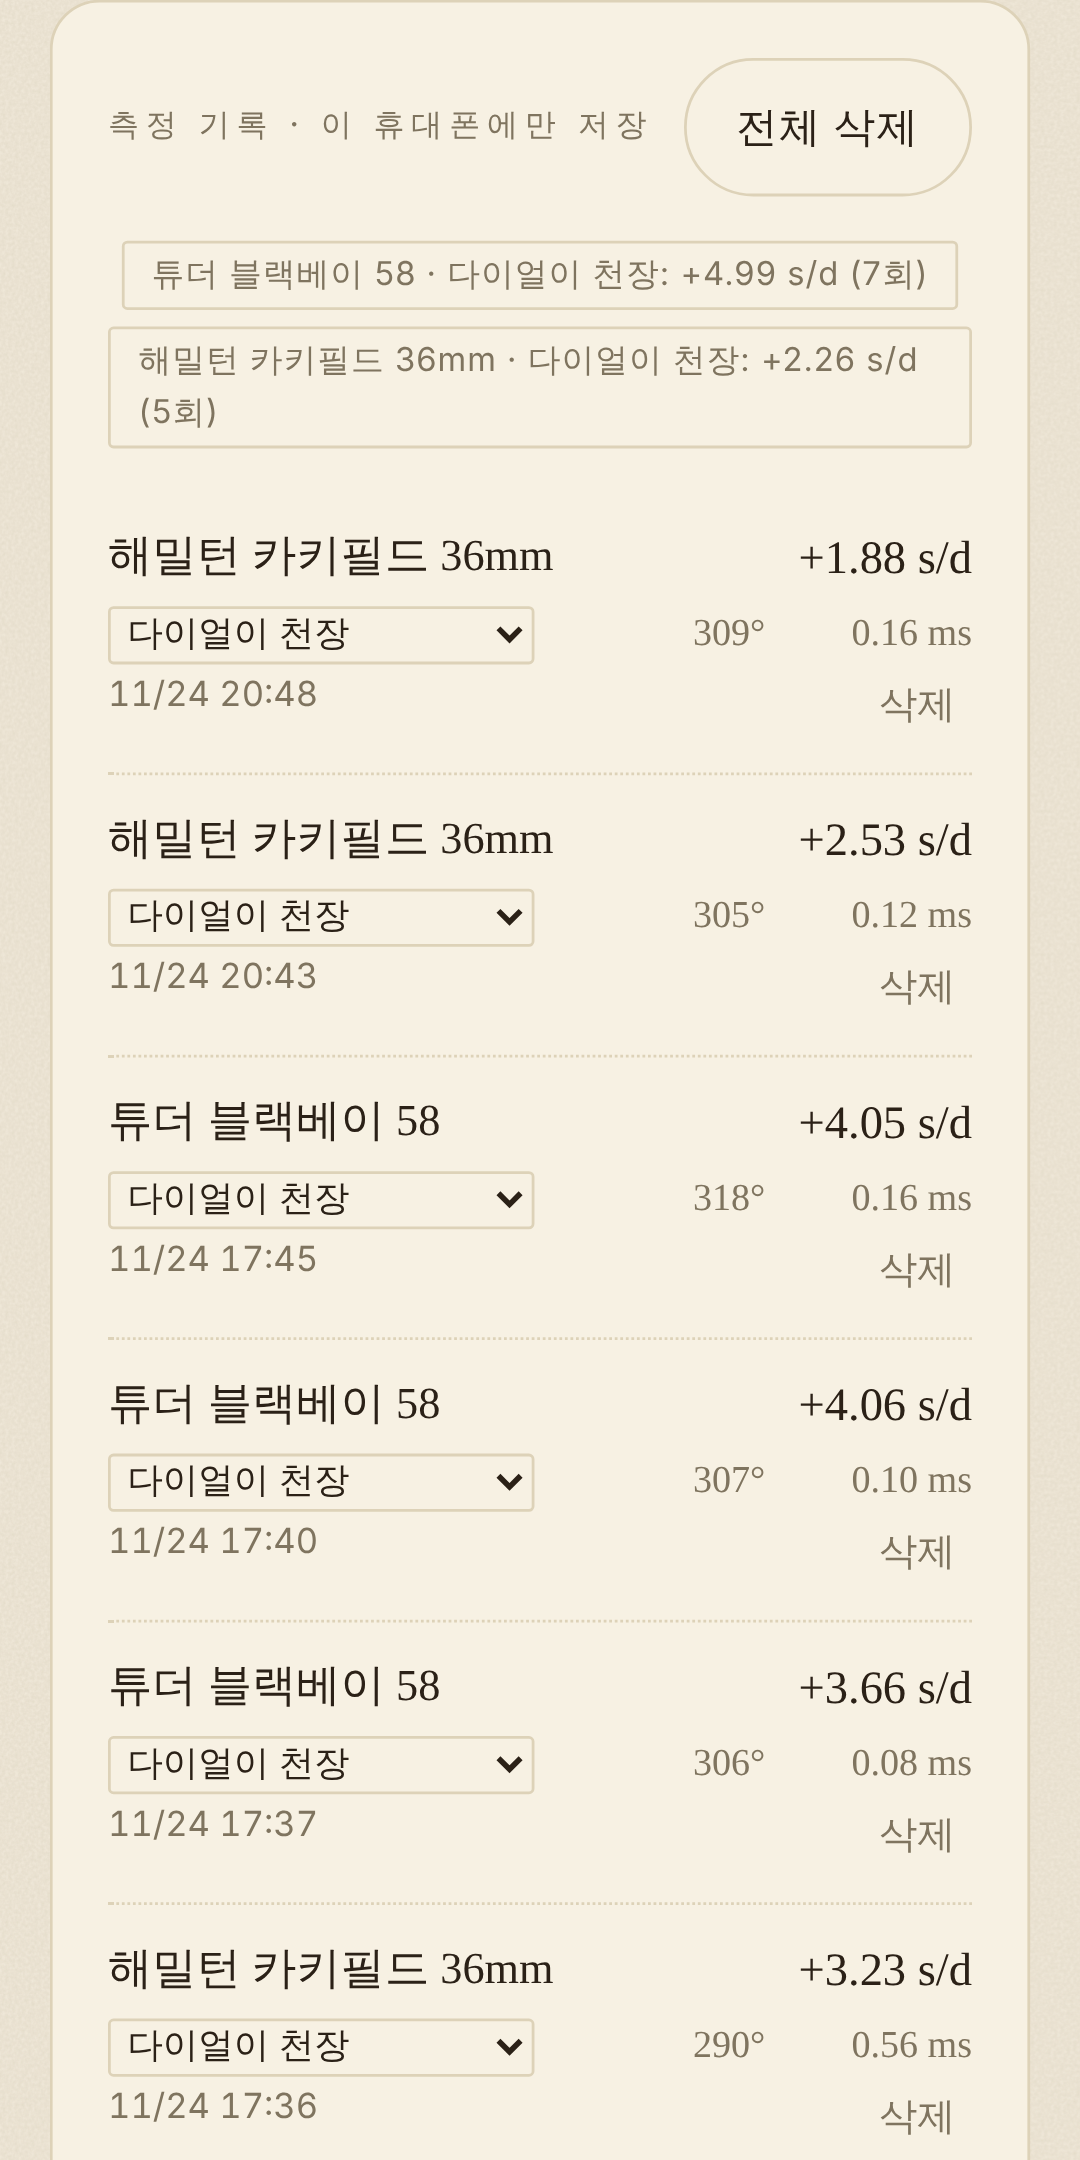 측정 기록 · 이 휴대폰에만 저장
전체 삭제
튜더 블랙베이 58 · 다이얼이 천장: +4.99 s/d (7회)
해밀턴 카키필드 36mm · 다이얼이 천장: +2.26 s/d
(5회)
해밀턴 카키필드 36mm +1.88 s/d
다이얼이 천장 309° 0.16 ms
11/24 20:48 삭제
해밀턴 카키필드 36mm +2.53 s/d
다이얼이 천장 305° 0.12 ms
11/24 20:43 삭제
튜더 블랙베이 58 +4.05 s/d
다이얼이 천장 318° 0.16 ms
11/24 17:45 삭제
튜더 블랙베이 58 +4.06 s/d
다이얼이 천장 307° 0.10 ms
11/24 17:40 삭제
튜더 블랙베이 58 +3.66 s/d
다이얼이 천장 306° 0.08 ms
11/24 17:37 삭제
해밀턴 카키필드 36mm +3.23 s/d
다이얼이 천장 290° 0.56 ms
11/24 17:36 삭제